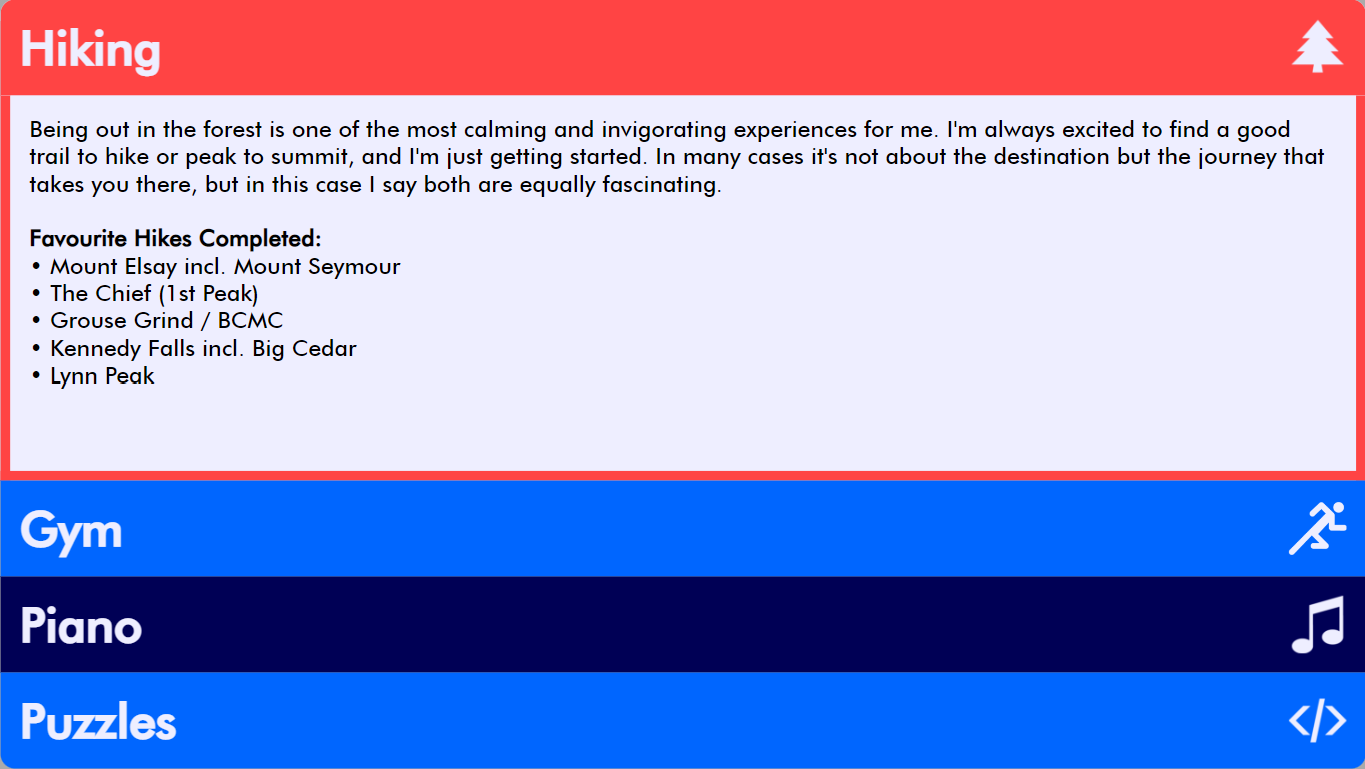 Hiking
Being out in the forest is one of the most calming and invigorating experiences for me. I'm always excited to find a good
trail to hike or peak to summit, and I'm just getting started. In many cases it's not about the destination but the journey that
takes you there, but in this case I say both are equally fascinating.
Favourite Hikes Completed:
• Mount Elsay incl. Mount Seymour
• The Chief (1st Peak)
• Grouse Grind / BCMC
• Kennedy Falls incl. Big Cedar
• Lynn Peak
Gym
Piano
Puzzles